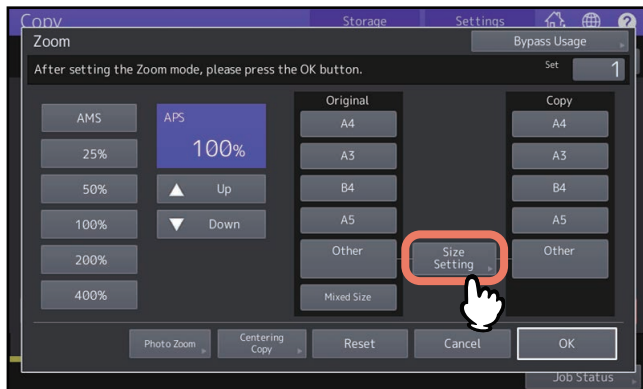 Copy
Storage
Settings
?
Zoom
Bypass Usage
After setting the Zoom mode, please press the OK button.
Set
1
AMS
25%
50%
100%
200%
400%
APS
100%
Up
Down
Original
A4
A3
B4
A5
Other
Mixed Size
Size
Setting
Copy
A4
A3
B4
A5
Other
Photo Zoom
Centering
Copy
Reset
Cancel
OK
Job Status